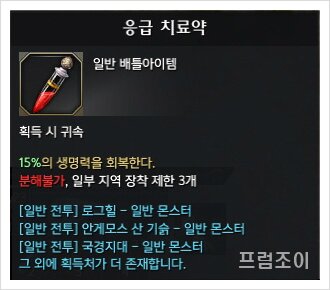 응급 치료약
일반 배틀아이템
획득 시 귀속
15%의 생명력을 회복한다.
분해불가, 일부 지역 장착 제한 3개
[일반 전투] 로그힐 - 일반 몬스터
[일반 전투] 안게모스 산 기슭 - 일반 몬스터
[일반 전투] 국경지대 - 일반 몬스터
그 외에 획득처가 더 존재합니다.
프럼조이